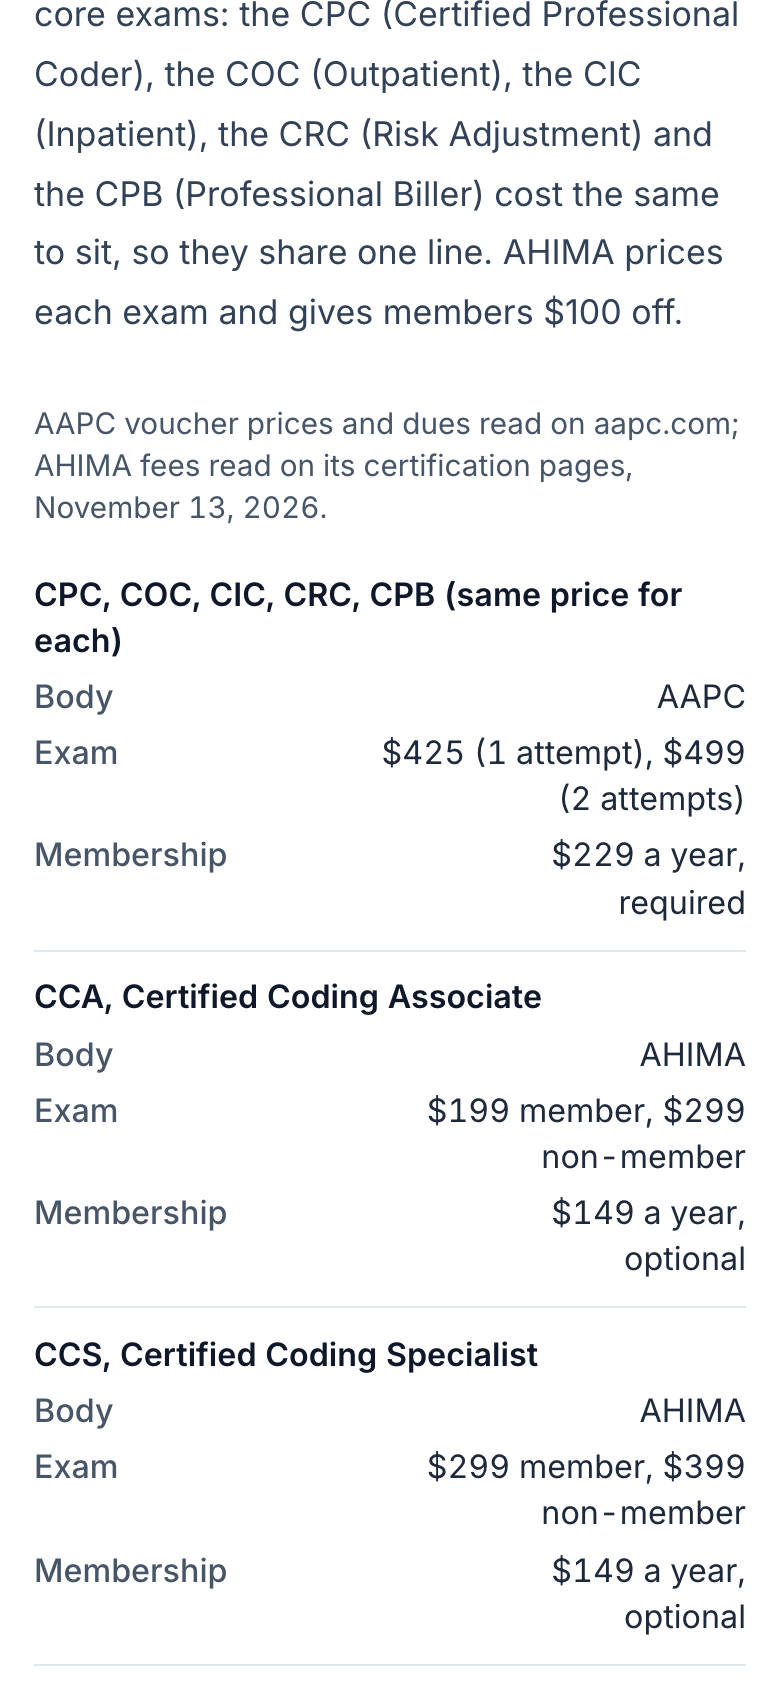 core exams: the CPC (Certified Professional
Coder), the COC (Outpatient), the CIC
(Inpatient), the CRC (Risk Adjustment) and
the CPB (Professional Biller) cost the same
to sit, so they share one line. AHIMA prices
each exam and gives members $100 off.
AAPC voucher prices and dues read on aapc.com;
AHIMA fees read on its certification pages,
November 13, 2026.
CPC, COC, CIC, CRC, CPB (same price for
each)
Body AAPC
Exam $425 (1 attempt), $499
(2 attempts)
Membership $229 a year,
required
CCA, Certified Coding Associate
Body AHIMA
Exam $199 member, $299
non-member
Membership $149 a year,
optional
CCS, Certified Coding Specialist
Body AHIMA
Exam $299 member, $399
non-member
Membership $149 a year,
optional